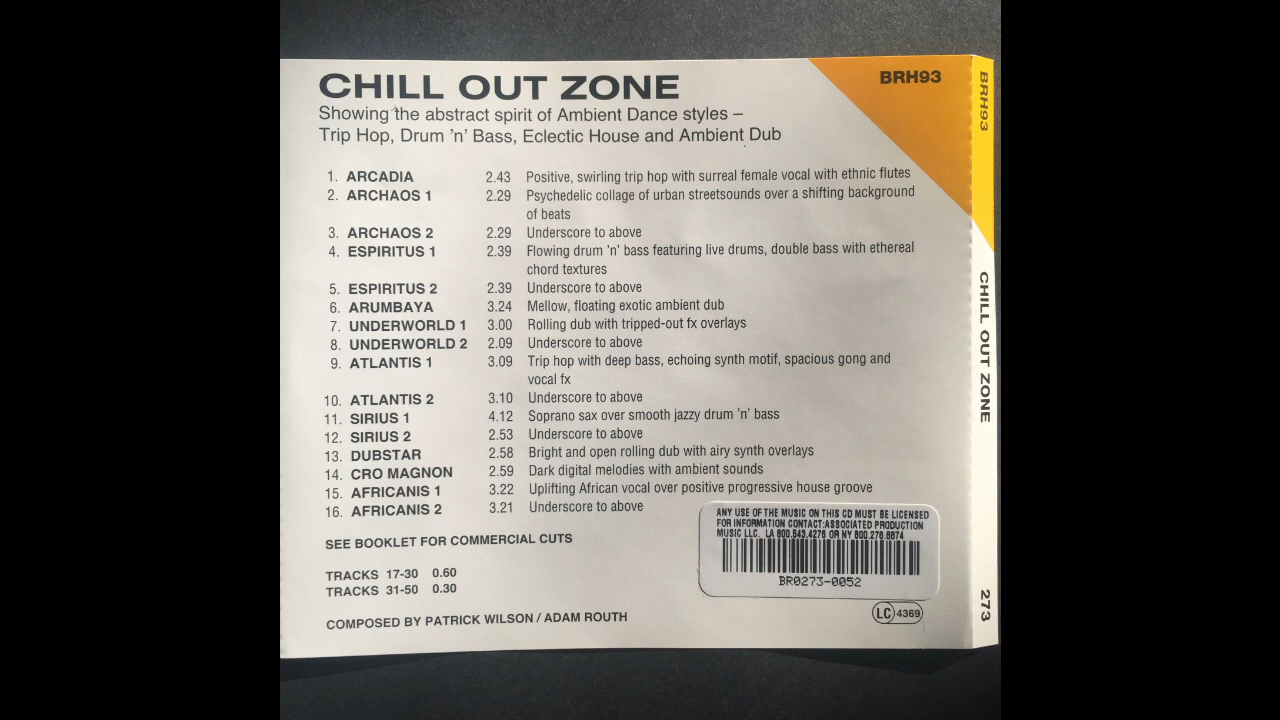 CHILL OUT ZONE
BRH93
Showing the abstract spirit of Ambient Dance styles –
Trip Hop, Drum 'n' Bass, Eclectic House and Ambient Dub
1. ARCADIA 2.43 Positive, swirling trip hop with surreal female vocal with ethnic flutes
2. ARCHAOS 1 2.29 Psychedelic collage of urban streetsounds over a shifting background
of beats
3. ARCHAOS 2 2.29 Underscore to above
4. ESPIRITUS 1 2.39 Flowing drum 'n' bass featuring live drums, double bass with ethereal
chord textures
5. ESPIRITUS 2 2.39 Underscore to above
6. ARUMBAYA 3.24 Mellow, floating exotic ambient dub
7. UNDERWORLD 1 3.00 Rolling dub with tripped-out fx overlays
8. UNDERWORLD 2 2.09 Underscore to above
9. ATLANTIS 1 3.09 Trip hop with deep bass, echoing synth motif, spacious gong and
vocal fx
10. ATLANTIS 2 3.10 Underscore to above
11. SIRIUS 1 4.12 Soprano sax over smooth jazzy drum 'n' bass
12. SIRIUS 2 2.53 Underscore to above
13. DUBSTAR 2.58 Bright and open rolling dub with airy synth overlays
14. CRO MAGNON 2.59 Dark digital melodies with ambient sounds
15. AFRICANIS 1 3.22 Uplifting African vocal over positive progressive house groove
16. AFRICANIS 2 3.21 Underscore to above
SEE BOOKLET FOR COMMERCIAL CUTS
TRACKS 17-30 0.60
TRACKS 31-50 0.30
COMPOSED BY PATRICK WILSON / ADAM ROUTH
ANY USE OF THE MUSIC ON THIS CD MUST BE LICENSED
FOR INFORMATION CONTACT:ASSOCIATED PRODUCTION
MUSIC LLC. LA 800.543.4276 OR NY 800.276.6874
BR0273-0052
LC 4369
BRH93
CHILL OUT ZONE
273